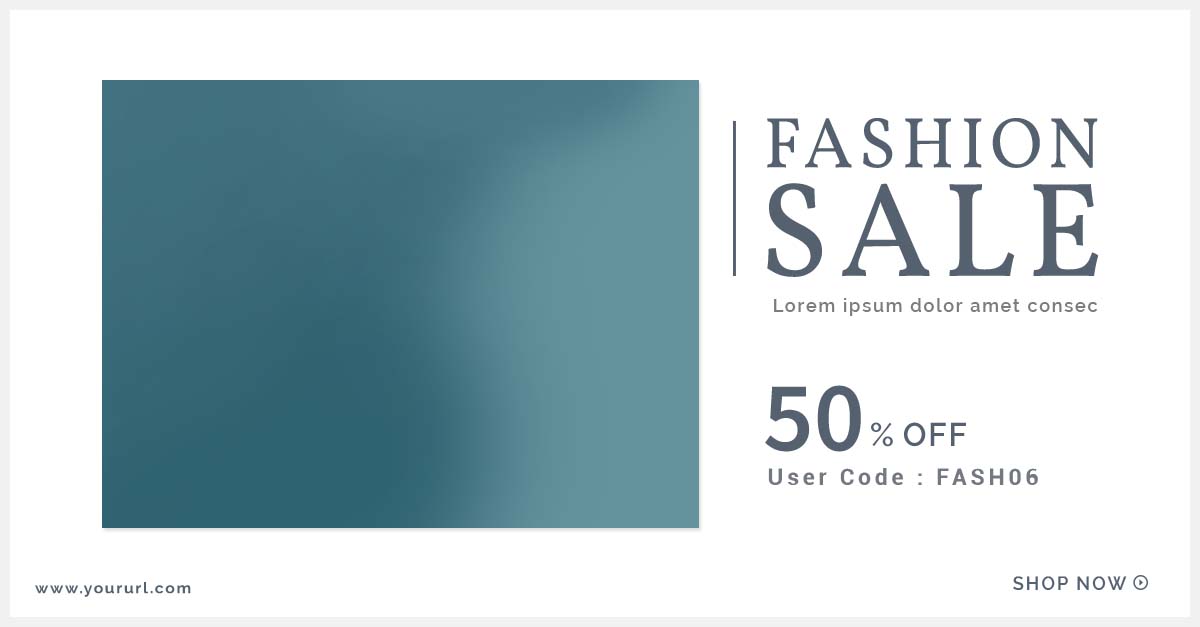 FASHION
SALE
Lorem ipsum dolor amet consec
50% OFF
User Code : FASH06
www.yoururl.com
SHOP NOW